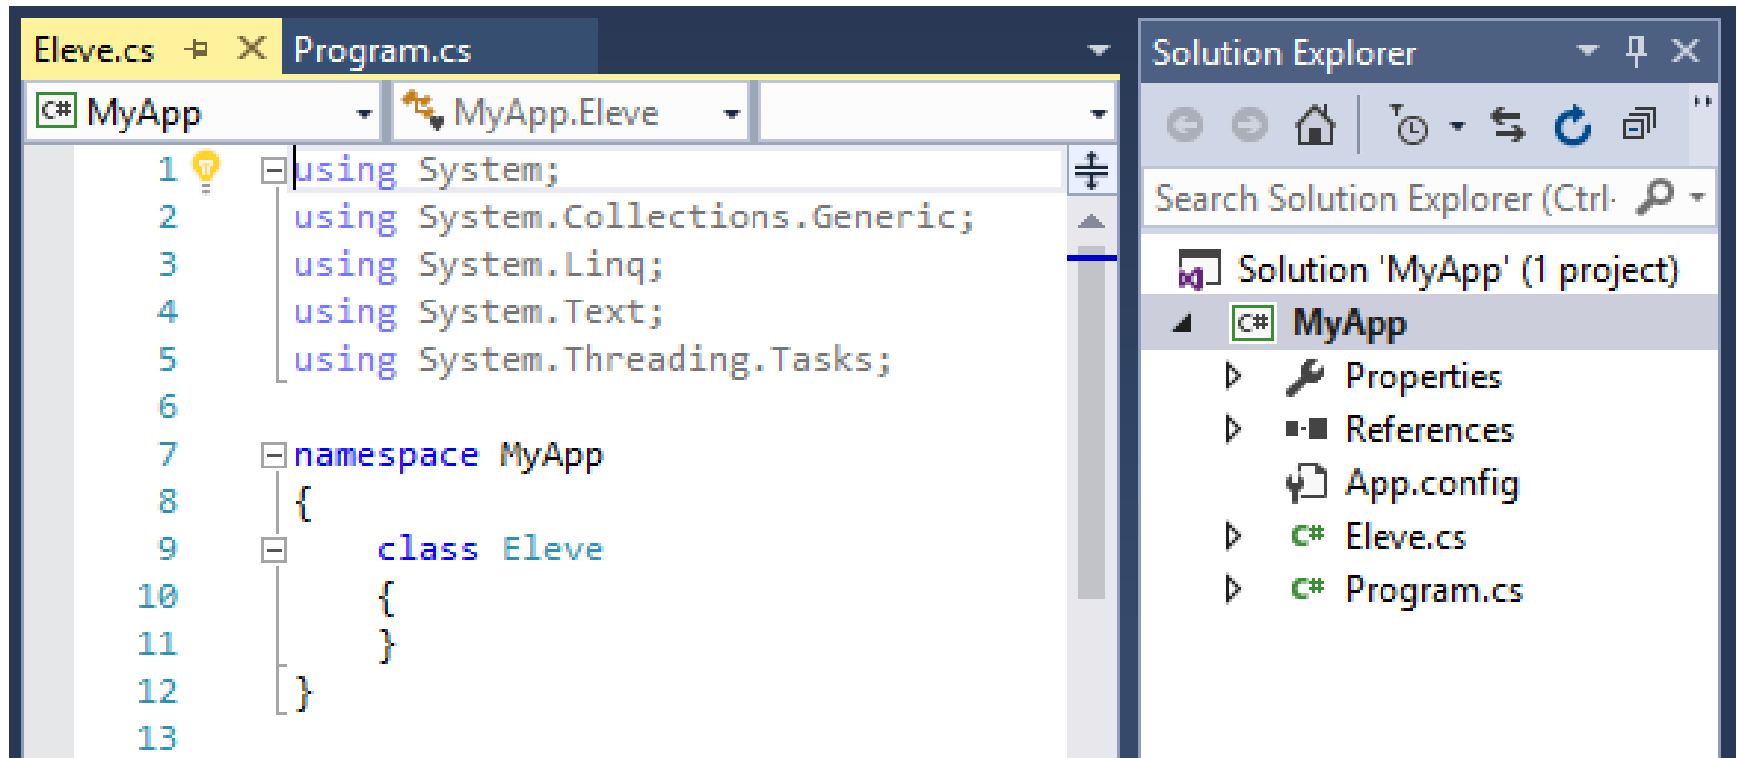 Eleve.cs Program.cs
C# MyApp MyApp.Eleve
1 using System;
2 using System.Collections.Generic;
3 using System.Linq;
4 using System.Text;
5 using System.Threading.Tasks;
6
7 namespace MyApp
8 {
9 class Eleve
10 {
11 }
12 }
13
Solution Explorer
Search Solution Explorer (Ctrl-
Solution 'MyApp' (1 project)
C# MyApp
Properties
References
App.config
C# Eleve.cs
C# Program.cs